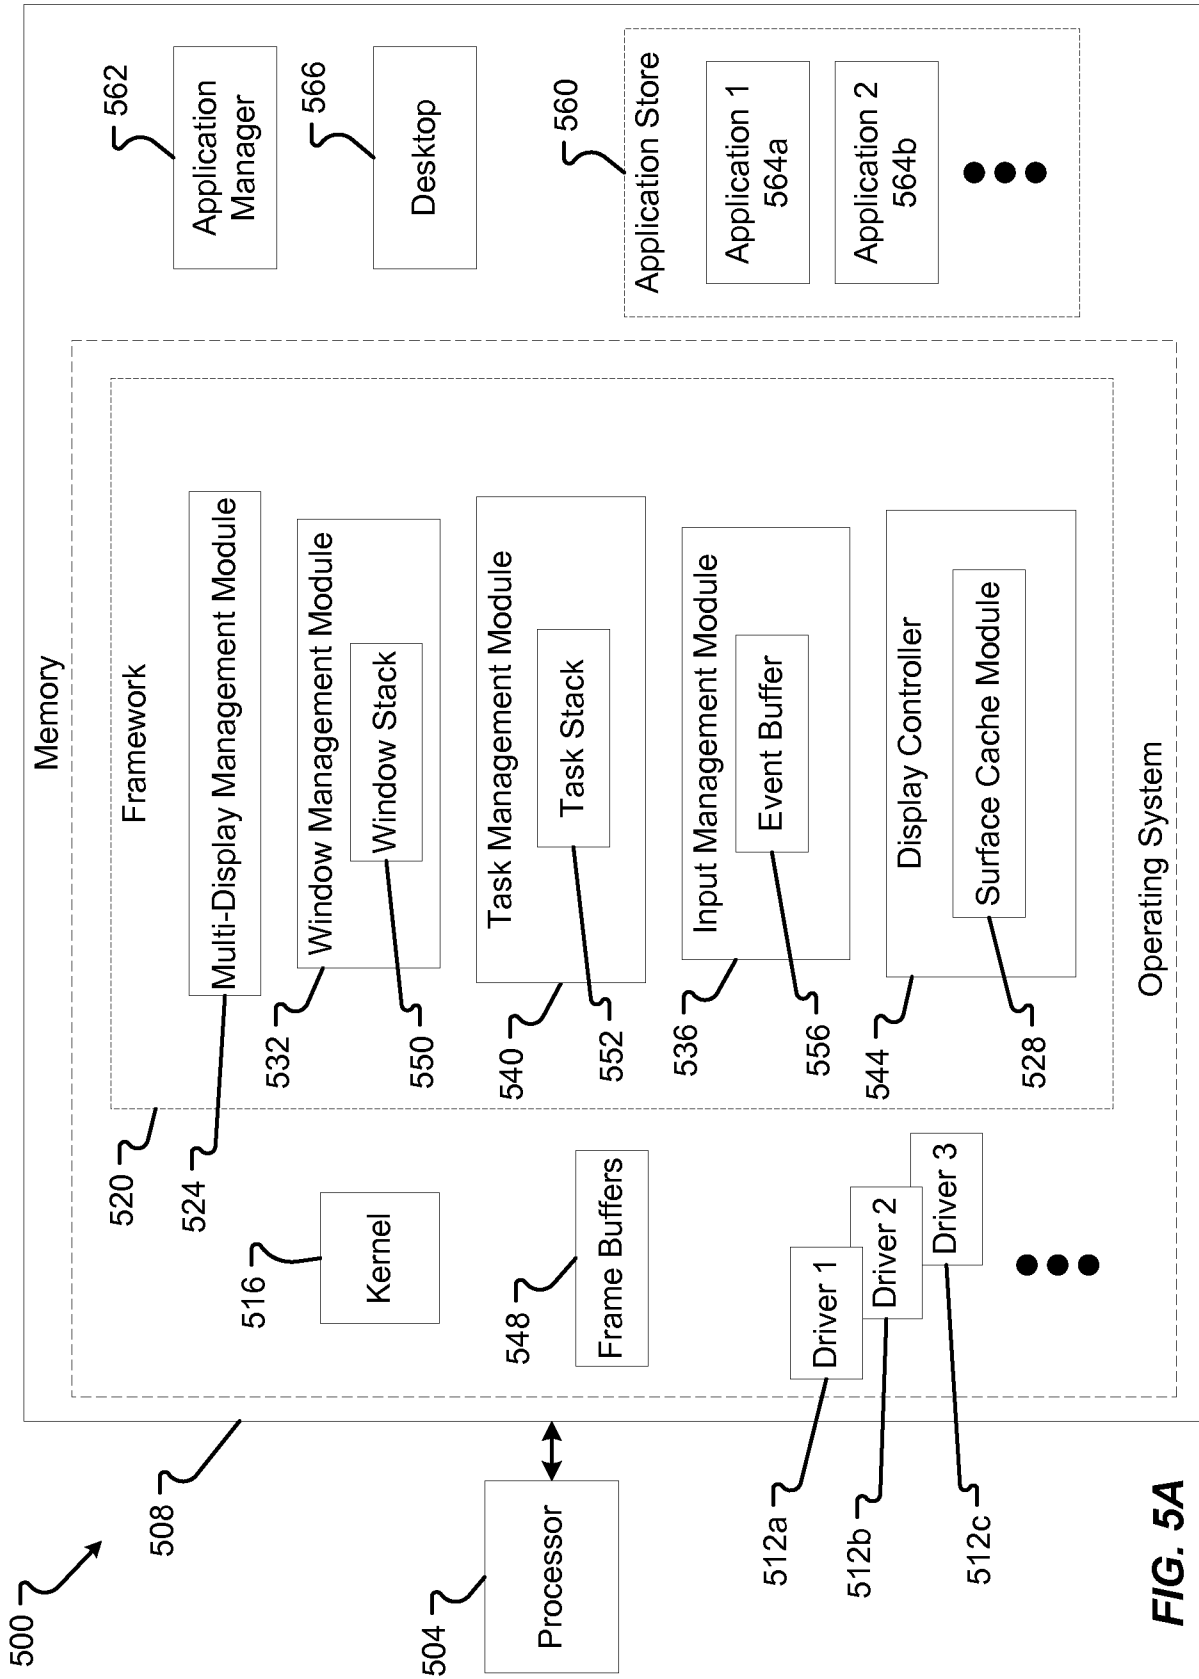 500
508
Memory
Operating System
504
Processor
520
Framework
524
Multi-Display Management Module
532
Window Management Module
550
Window Stack
540
Task Management Module
552
Task Stack
536
Input Management Module
556
Event Buffer
544
Display Controller
528
Surface Cache Module
516
Kernel
548
Frame Buffers
Driver 1
Driver 2
Driver 3
512a
512b
512c
562
Application
Manager
566
Desktop
560
Application Store
Application 1
564a
Application 2
564b
FIG. 5A